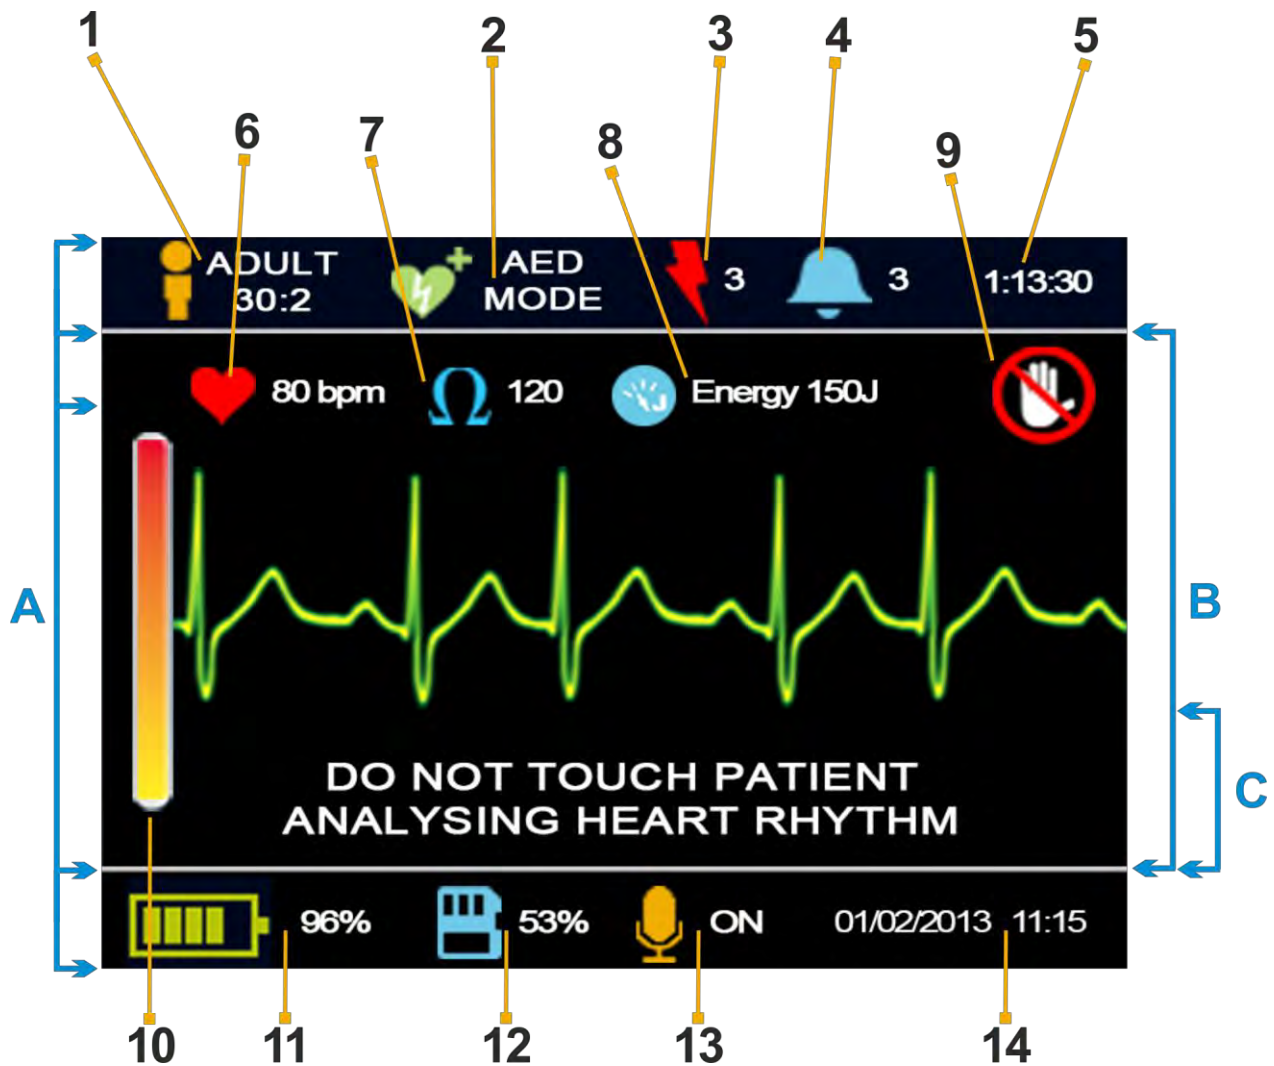 1
2
3
4
5
6
7
8
9
ADULT
30:2
AED
MODE
3
3
1:13:30
80 bpm
Ω
120
Energy 150J
A
B
C
DO NOT TOUCH PATIENT
ANALYSING HEART RHYTHM
96%
53%
ON
01/02/2013 11:15
10
11
12
13
14